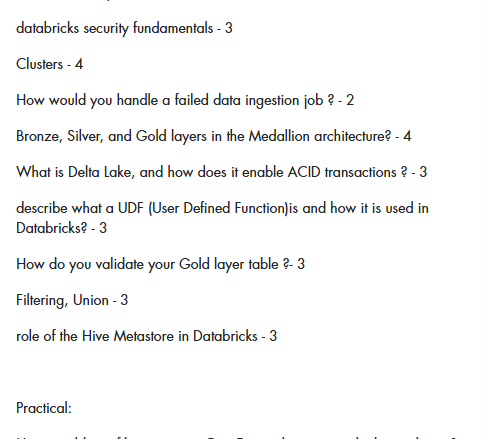 databricks security fundamentals - 3
Clusters - 4
How would you handle a failed data ingestion job ? - 2
Bronze, Silver, and Gold layers in the Medallion architecture? - 4
What is Delta Lake, and how does it enable ACID transactions ? - 3
describe what a UDF (User Defined Function)is and how it is used in
Databricks? - 3
How do you validate your Gold layer table ?- 3
Filtering, Union - 3
role of the Hive Metastore in Databricks - 3
Practical: